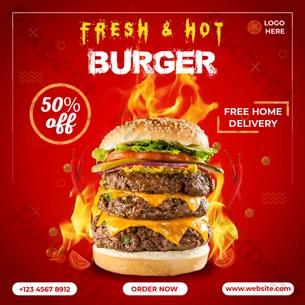 FRESH & HOT
BURGER
LOGO
HERE
50%
off
FREE HOME
DELIVERY
+123 4567 8912
ORDER NOW
www.website.com